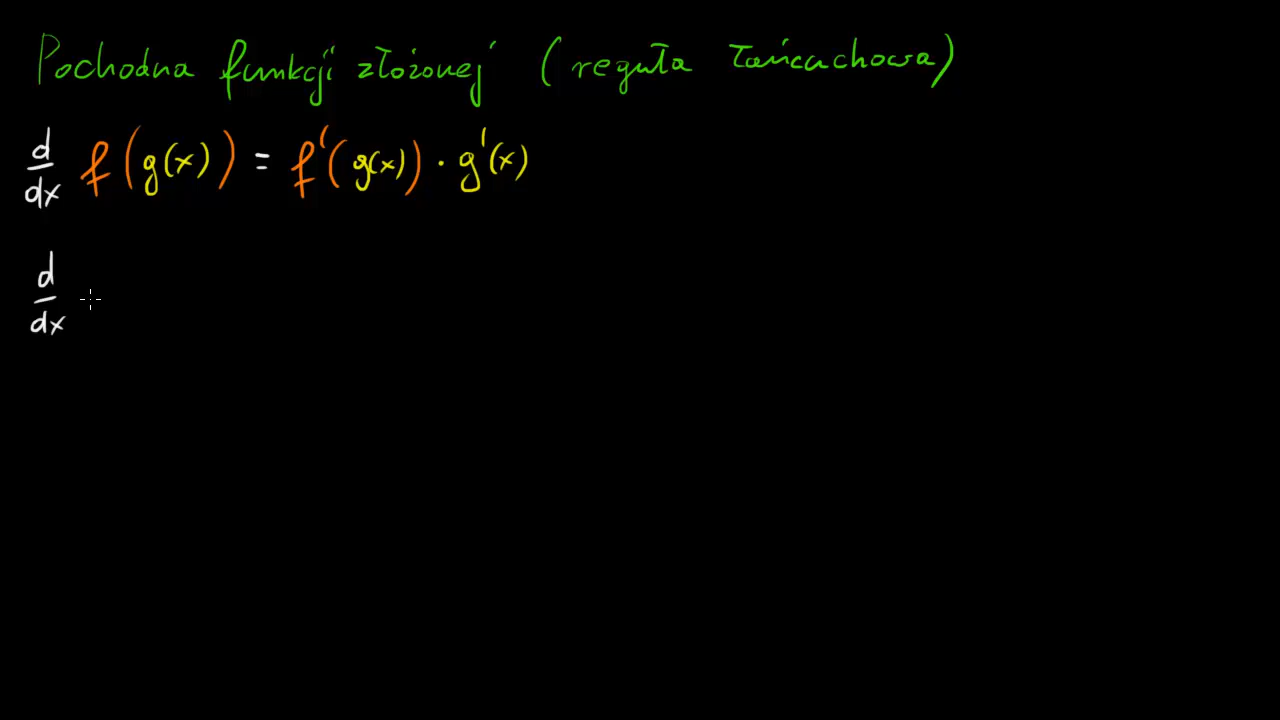 Pochodna funkcji złożonej (reguła łańcuchowa)
d/dx f(g(x)) = f'(g(x)) · g'(x)
d/dx